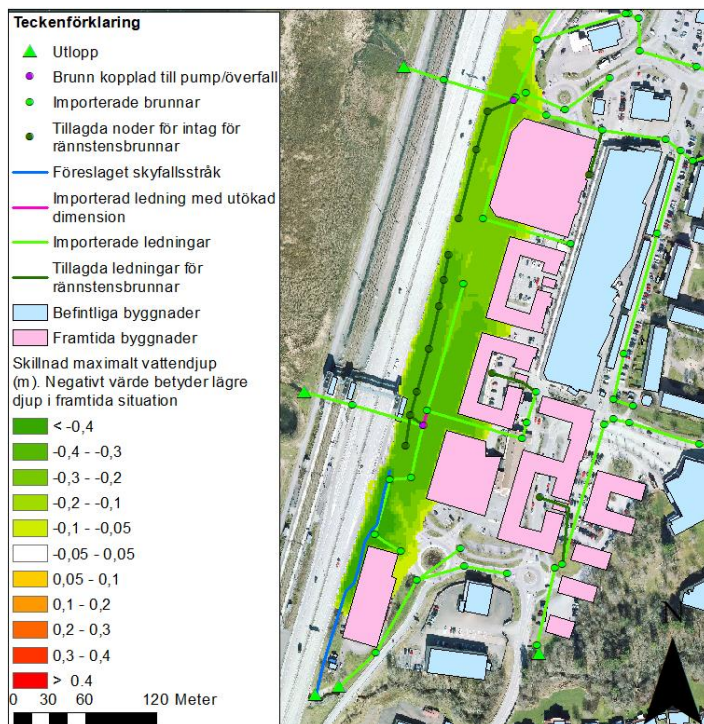 Teckenförklaring
Utlopp
Brunn kopplad till pump/överfall
Importerade brunnar
Tillagda noder för intag för
rännstensbrunnar
Föreslaget skyfallsstråk
Importerad ledning med utökad
dimension
Importerade ledningar
Tillagda ledningar för
rännstensbrunnar
Befintliga byggnader
Framtida byggnader
Skillnad maximalt vattendjup
(m). Negativt värde betyder lägre
djup i framtida situation
< -0,4
-0,4 - -0,3
-0,3 - -0,2
-0,2 - -0,1
-0,1 - -0,05
-0,05 - 0,05
0,05 - 0,1
0,1 - 0,2
0,2 - 0,3
0,3 - 0,4
> 0.4
0 30 60 120 Meter
N